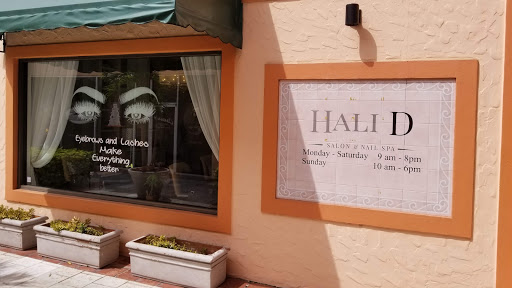 Eyebrows and Lashes
Make
Everything
better
HALI D
SALON & NAIL SPA
Monday - Saturday 9 am - 8pm
Sunday 10 am - 6pm